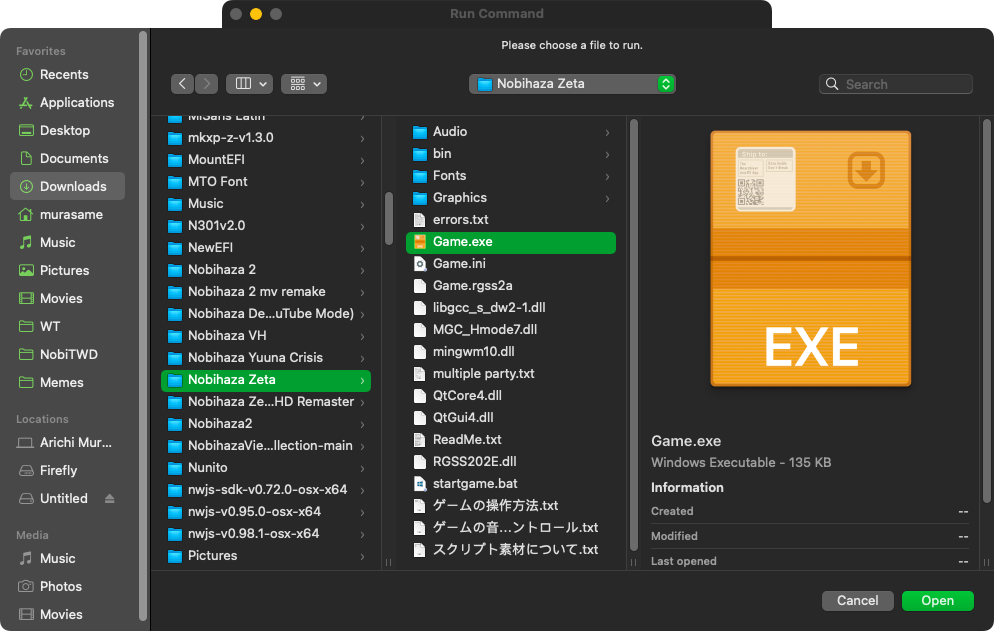 Run Command
Please choose a file to run.
Nobihaza Zeta
Search
Favorites
Recents
Applications
Desktop
Documents
Downloads
murasame
Music
Pictures
Movies
WT
NobiTWD
Memes
Locations
Arichi Mur...
Firefly
Untitled
Media
Music
Photos
Movies
MiSans Latin
mkxp-z-v1.3.0
MountEFI
MTO Font
Music
N301v2.0
NewEFI
Nobihaza 2
Nobihaza 2 mv remake
Nobihaza De...uTube Mode)
Nobihaza VH
Nobihaza Yuuna Crisis
Nobihaza Zeta
Nobihaza Ze...HD Remaster
Nobihaza2
NobihazaVie...llection-main
Nunito
nwjs-sdk-v0.72.0-osx-x64
nwjs-v0.95.0-osx-x64
nwjs-v0.98.1-osx-x64
Pictures
Audio
bin
Fonts
Graphics
errors.txt
Game.exe
Game.ini
Game.rgss2a
libgcc_s_dw2-1.dll
MGC_Hmode7.dll
mingwm10.dll
multiple party.txt
QtCore4.dll
QtGui4.dll
ReadMe.txt
RGSS202E.dll
startgame.bat
ゲームの操作方法.txt
ゲームの音...ントロール.txt
スクリプト素材について.txt
Ship to:
EXE
Game.exe
Windows Executable - 135 KB
Information
Created --
Modified --
Last opened --
Cancel
Open